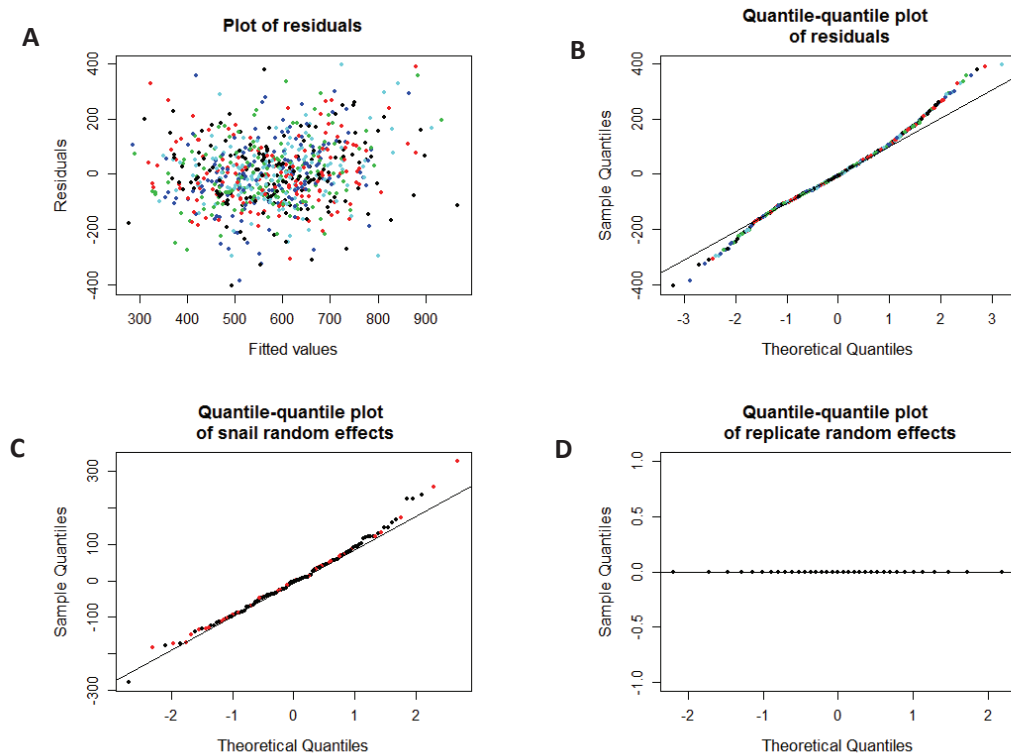 A
Plot of residuals
Residuals
400
200
0
-200
-400
300 400 500 600 700 800 900
Fitted values
B
Quantile-quantile plot
of residuals
Sample Quantiles
400
200
0
-200
-400
-3 -2 -1 0 1 2 3
Theoretical Quantiles
C
Quantile-quantile plot
of snail random effects
Sample Quantiles
300
100
0
-100
-300
-2 -1 0 1 2
Theoretical Quantiles
D
Quantile-quantile plot
of replicate random effects
Sample Quantiles
1.0
0.5
0.0
-0.5
-1.0
-2 -1 0 1 2
Theoretical Quantiles